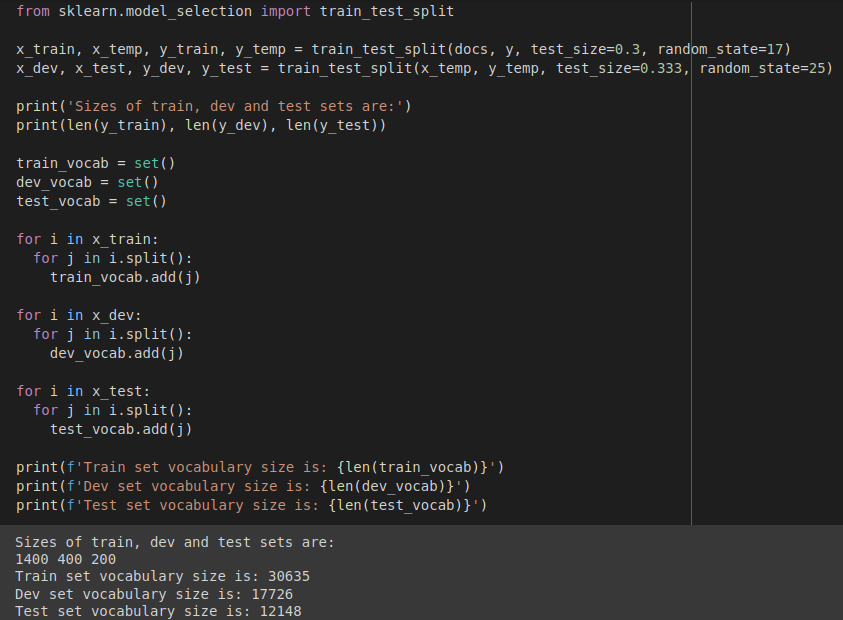 from sklearn.model_selection import train_test_split
x_train, x_temp, y_train, y_temp = train_test_split(docs, y, test_size=0.3, random_state=17)
x_dev, x_test, y_dev, y_test = train_test_split(x_temp, y_temp, test_size=0.333, random_state=25)
print('Sizes of train, dev and test sets are:')
print(len(y_train), len(y_dev), len(y_test))
train_vocab = set()
dev_vocab = set()
test_vocab = set()
for i in x_train:
  for j in i.split():
    train_vocab.add(j)
for i in x_dev:
  for j in i.split():
    dev_vocab.add(j)
for i in x_test:
  for j in i.split():
    test_vocab.add(j)
print(f'Train set vocabulary size is: {len(train_vocab)}')
print(f'Dev set vocabulary size is: {len(dev_vocab)}')
print(f'Test set vocabulary size is: {len(test_vocab)}')
Sizes of train, dev and test sets are:
1400 400 200
Train set vocabulary size is: 30635
Dev set vocabulary size is: 17726
Test set vocabulary size is: 12148